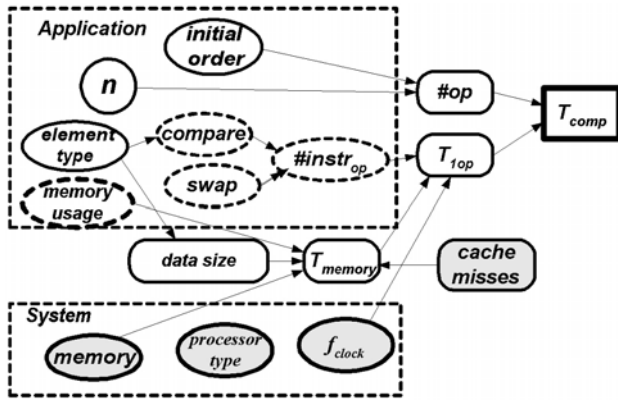 Application
initial
order
n
#op
T_comp
element
type
compare
#instr_op
T_1op
swap
memory
usage
data size
T_memory
cache
misses
System
memory
processor
type
f_clock